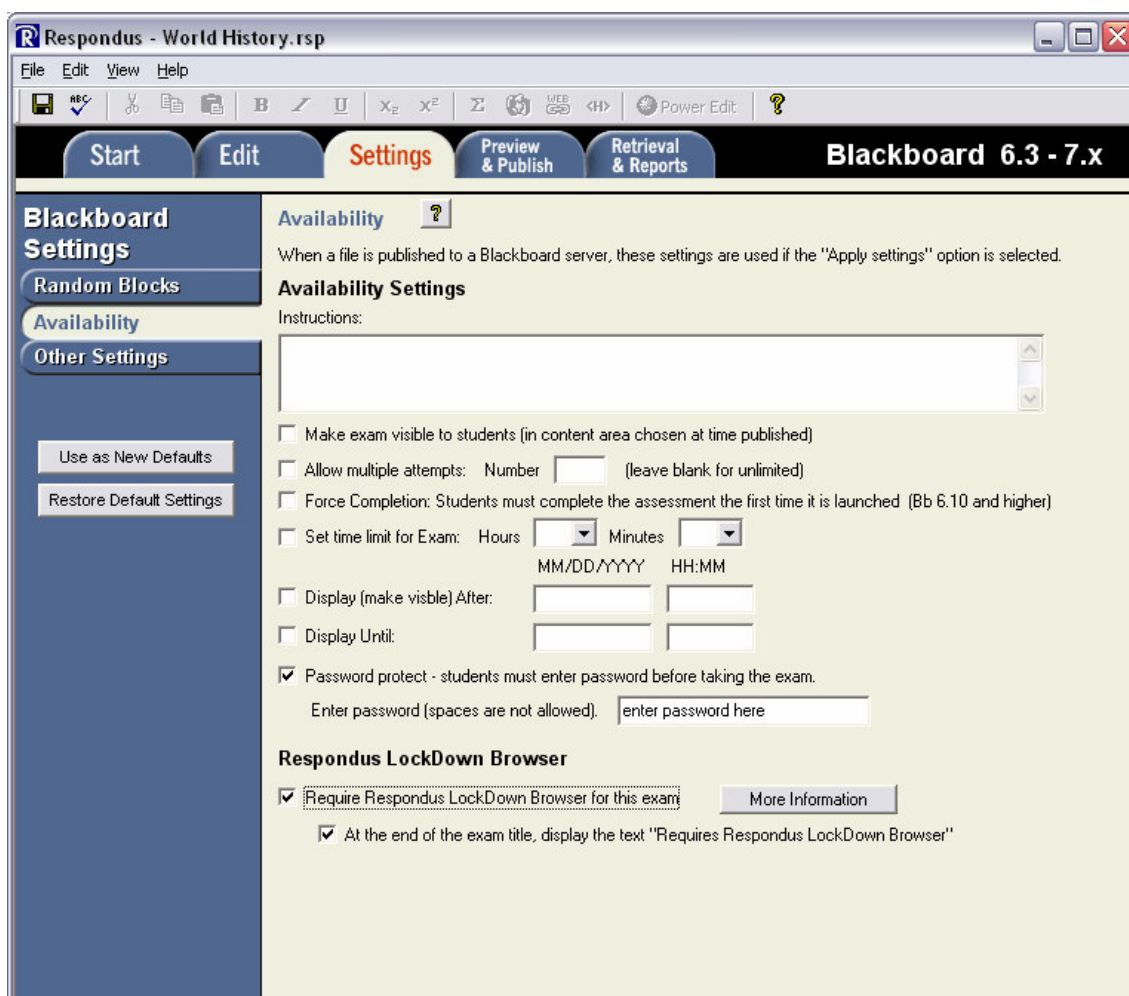 Respondus - World History.rsp
File Edit View Help
ABC B I U X₂ X² Σ WEB <H> Power Edit ?
Start Edit Settings Preview & Publish Retrieval & Reports Blackboard 6.3 - 7.x
Blackboard Settings
Random Blocks
Availability
Other Settings
Use as New Defaults
Restore Default Settings
Availability ?
When a file is published to a Blackboard server, these settings are used if the "Apply settings" option is selected.
Availability Settings
Instructions:
Make exam visible to students (in content area chosen at time published)
Allow multiple attempts: Number (leave blank for unlimited)
Force Completion: Students must complete the assessment the first time it is launched (Bb 6.10 and higher)
Set time limit for Exam: Hours Minutes
MM/DD/YYYY HH:MM
Display (make visble) After:
Display Until:
Password protect - students must enter password before taking the exam.
Enter password (spaces are not allowed). enter password here
Respondus LockDown Browser
Require Respondus LockDown Browser for this exam More Information
At the end of the exam title, display the text "Requires Respondus LockDown Browser"